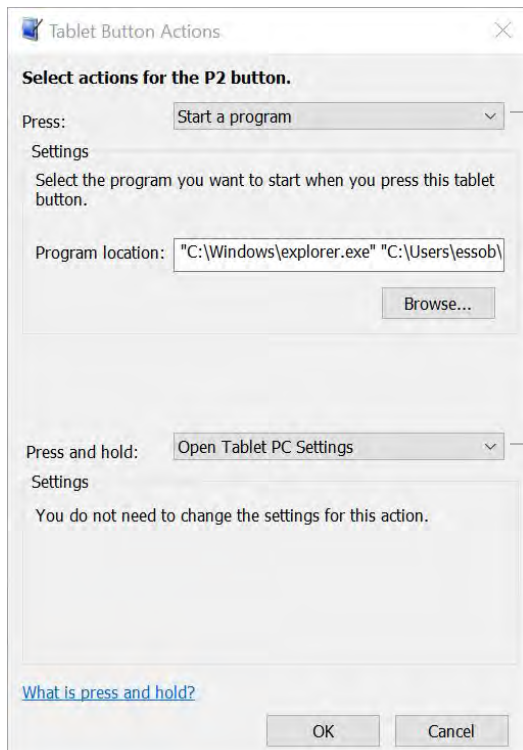 Tablet Button Actions
Select actions for the P2 button.
Press: Start a program
Settings
Select the program you want to start when you press this tablet
button.
Program location: "C:\Windows\explorer.exe" "C:\Users\essob\
Browse...
Press and hold: Open Tablet PC Settings
Settings
You do not need to change the settings for this action.
What is press and hold?
OK Cancel